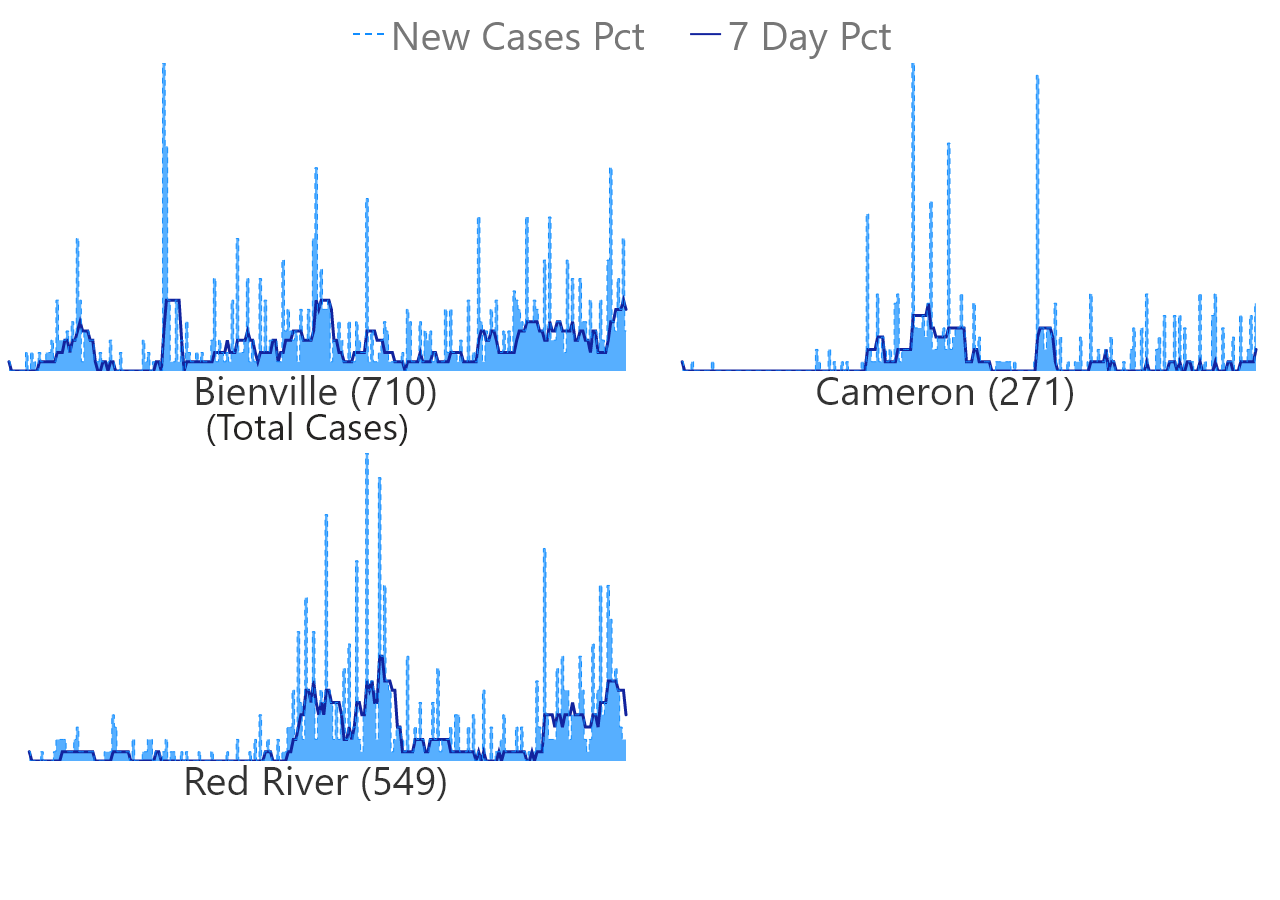 New Cases Pct 7 Day Pct
Bienville (710)
(Total Cases)
Cameron (271)
Red River (549)